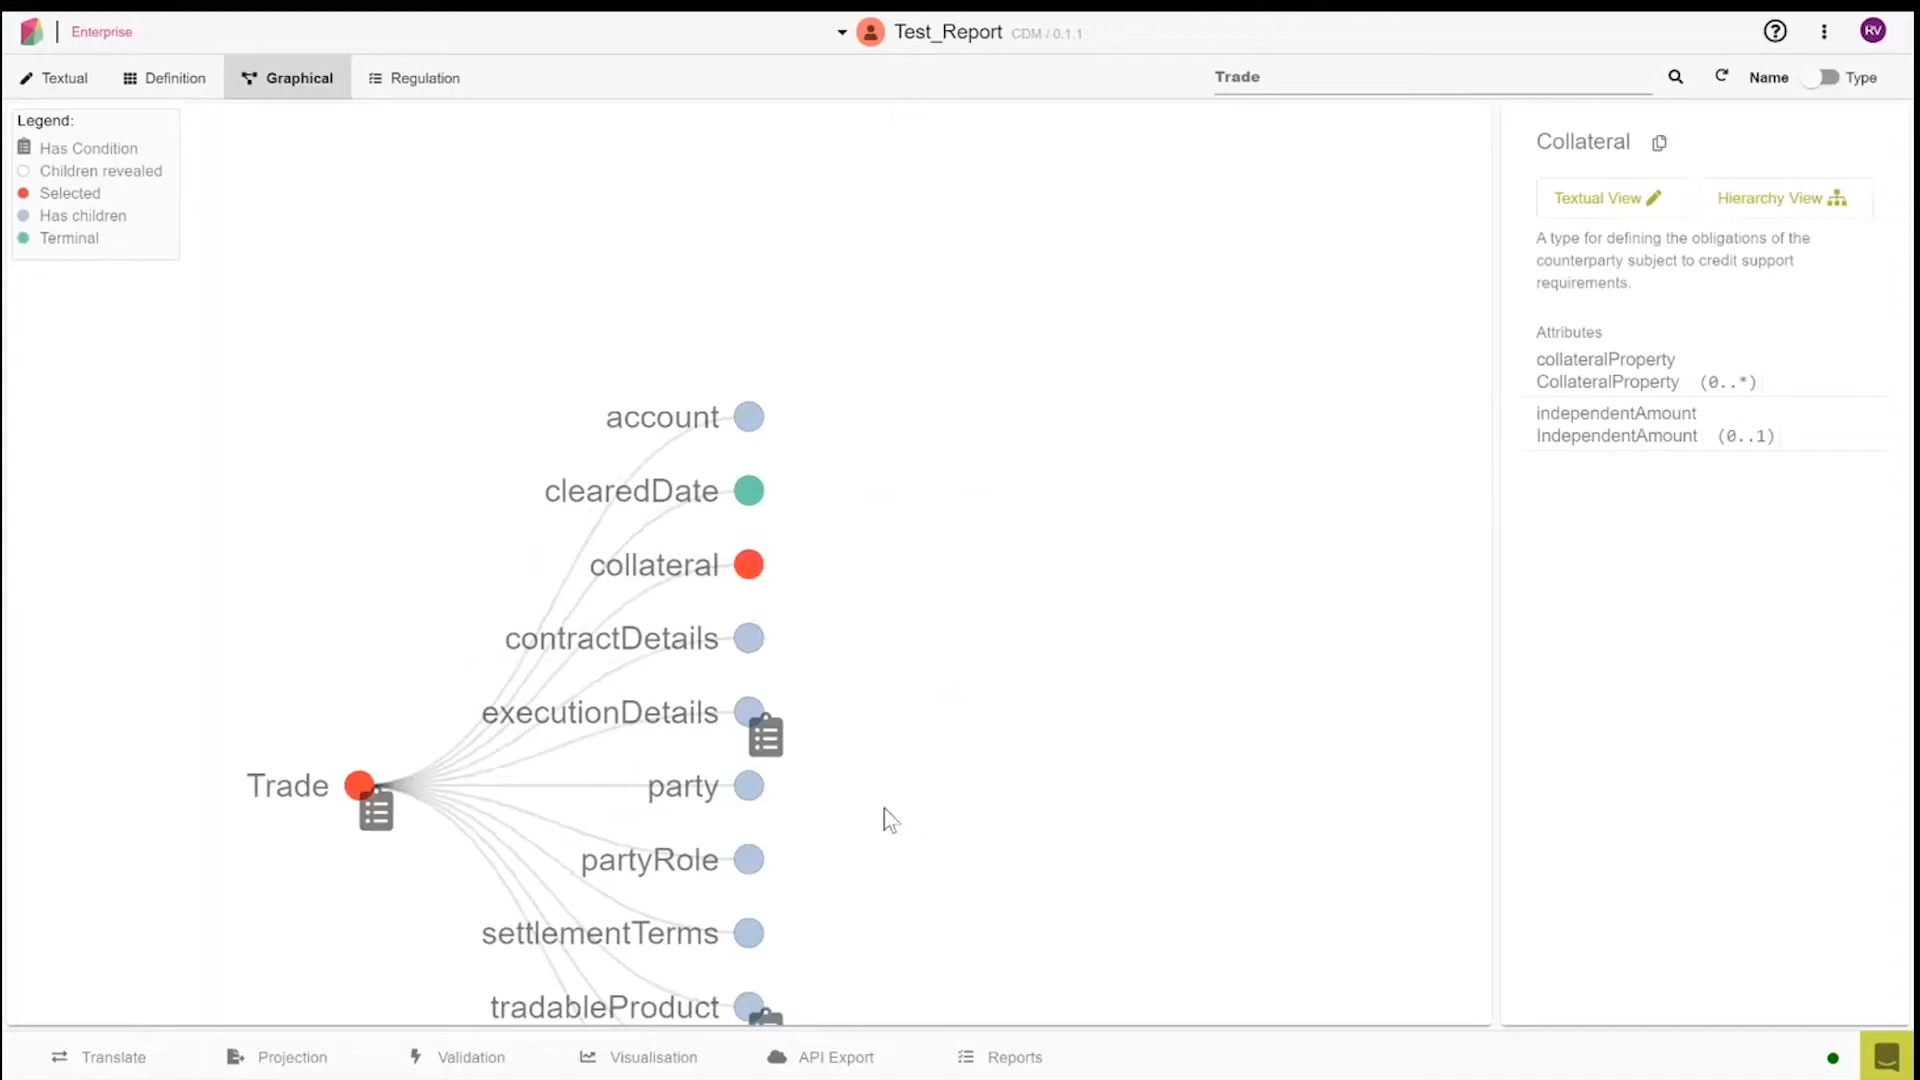 Enterprise
Test_Report CDM / 0.1.1
RV
Textual
Definition
Graphical
Regulation
Trade
Name
Type
Legend:
Has Condition
Children revealed
Selected
Has children
Terminal
account
clearedDate
collateral
contractDetails
executionDetails
Trade
party
partyRole
settlementTerms
tradableProduct
Collateral
Textual View
Hierarchy View
A type for defining the obligations of the
counterparty subject to credit support
requirements.
Attributes
collateralProperty
CollateralProperty (0..*)
independentAmount
IndependentAmount (0..1)
Translate
Projection
Validation
Visualisation
API Export
Reports